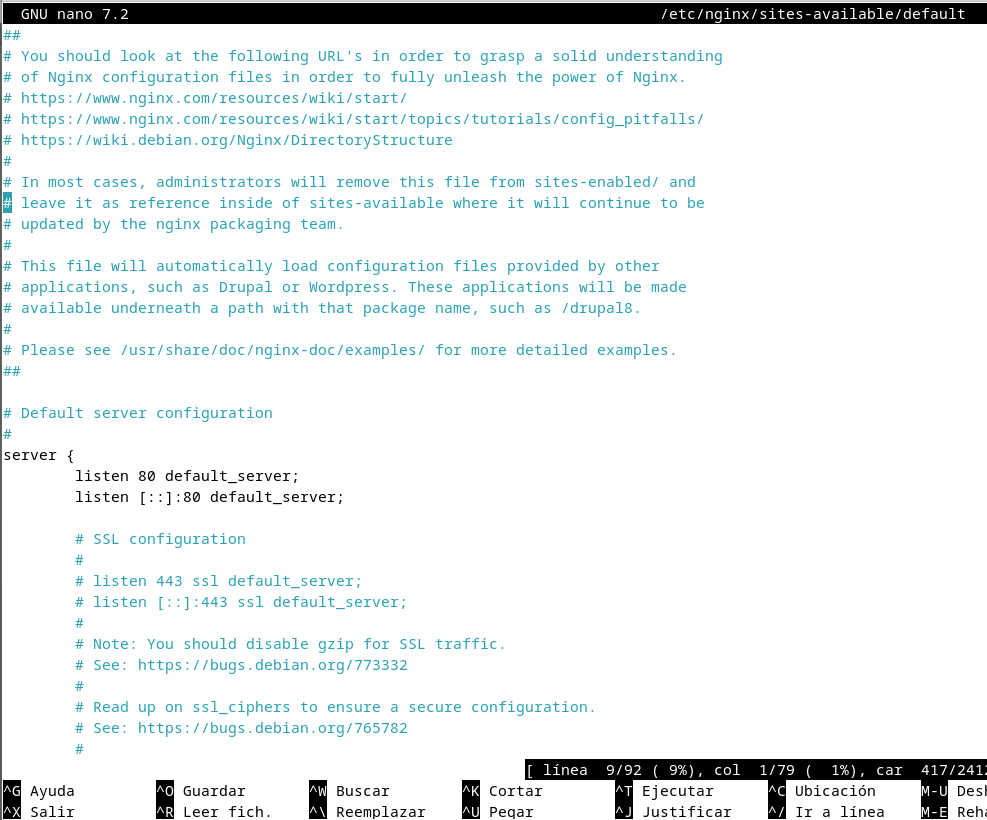 GNU nano 7.2 /etc/nginx/sites-available/default
##
# You should look at the following URL's in order to grasp a solid understanding
# of Nginx configuration files in order to fully unleash the power of Nginx.
# https://www.nginx.com/resources/wiki/start/
# https://www.nginx.com/resources/wiki/start/topics/tutorials/config_pitfalls/
# https://wiki.debian.org/Nginx/DirectoryStructure
#
# In most cases, administrators will remove this file from sites-enabled/ and
# leave it as reference inside of sites-available where it will continue to be
# updated by the nginx packaging team.
#
# This file will automatically load configuration files provided by other
# applications, such as Drupal or Wordpress. These applications will be made
# available underneath a path with that package name, such as /drupal8.
#
# Please see /usr/share/doc/nginx-doc/examples/ for more detailed examples.
##

# Default server configuration
#
server {
        listen 80 default_server;
        listen [::]:80 default_server;

        # SSL configuration
        #
        # listen 443 ssl default_server;
        # listen [::]:443 ssl default_server;
        #
        # Note: You should disable gzip for SSL traffic.
        # See: https://bugs.debian.org/773332
        #
        # Read up on ssl_ciphers to ensure a secure configuration.
        # See: https://bugs.debian.org/765782
        #
[ línea  9/92 ( 9%), col  1/79 (  1%), car  417/2412
^G Ayuda ^O Guardar ^W Buscar ^K Cortar ^T Ejecutar ^C Ubicación M-U Desh
^X Salir ^R Leer fich. ^\ Reemplazar ^U Pegar ^J Justificar ^/ Ir a línea M-E Reha